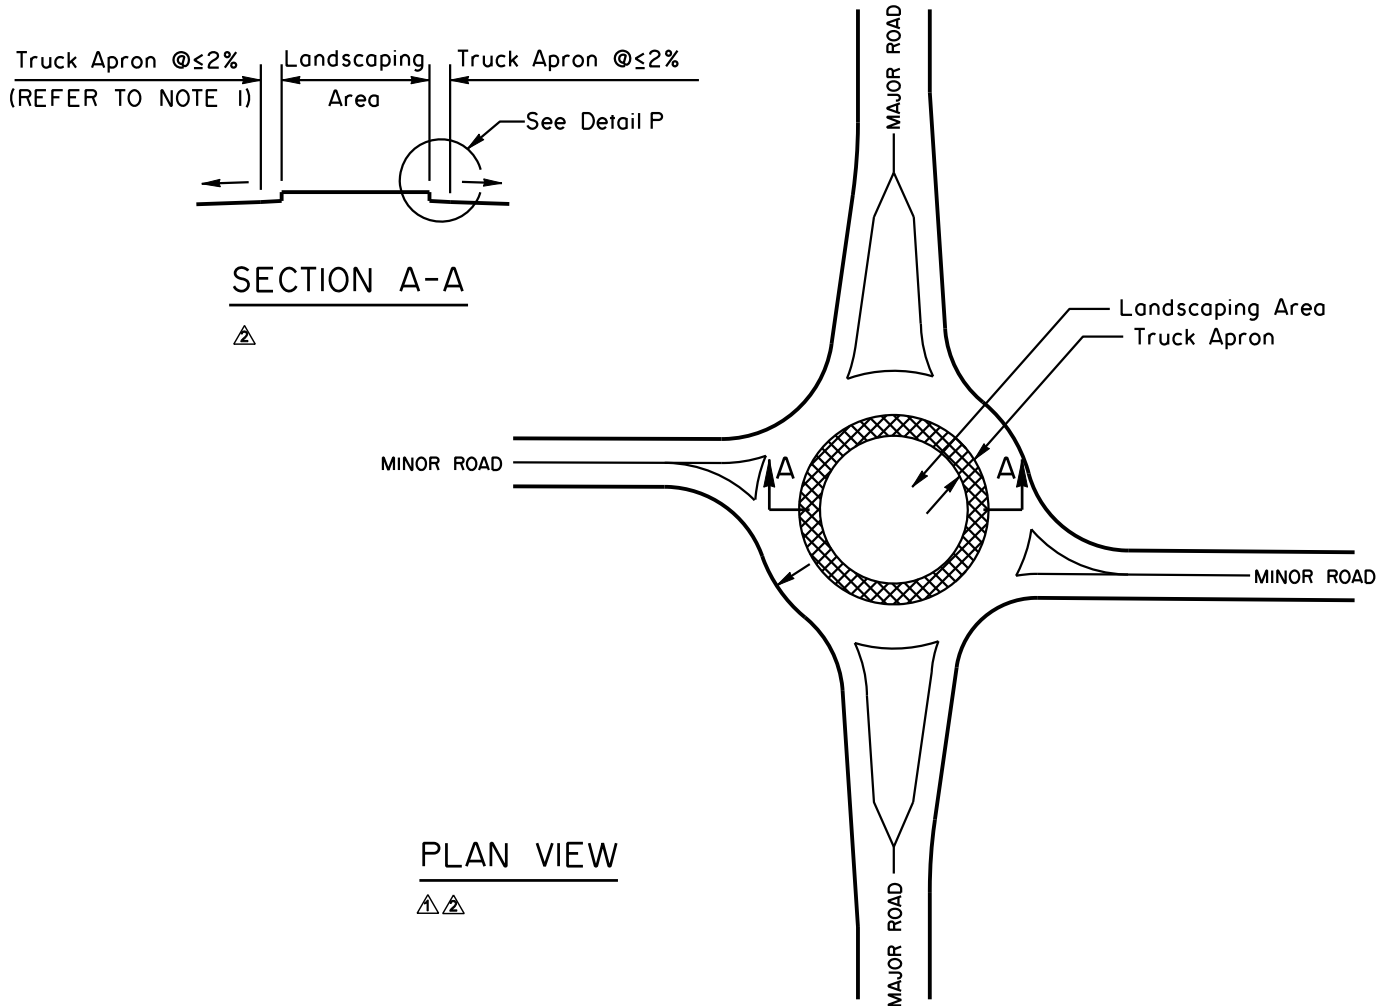 Truck Apron @≤2%
(REFER TO NOTE 1)
Landscaping
Area
Truck Apron @≤2%
See Detail P
SECTION A-A
2
MAJOR ROAD
Landscaping Area
Truck Apron
MINOR ROAD
A
A
MINOR ROAD
PLAN VIEW
1 2
MAJOR ROAD